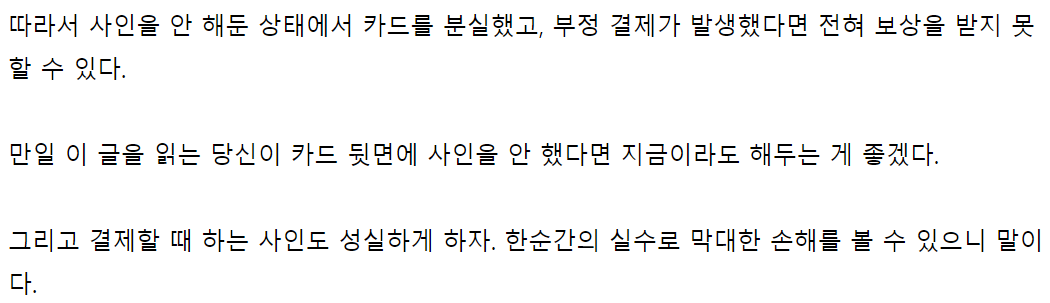 따라서 사인을 안 해둔 상태에서 카드를 분실했고, 부정 결제가 발생했다면 전혀 보상을 받지 못
할 수 있다.
만일 이 글을 읽는 당신이 카드 뒷면에 사인을 안 했다면 지금이라도 해두는 게 좋겠다.
그리고 결제할 때 하는 사인도 성실하게 하자. 한순간의 실수로 막대한 손해를 볼 수 있으니 말이
다.